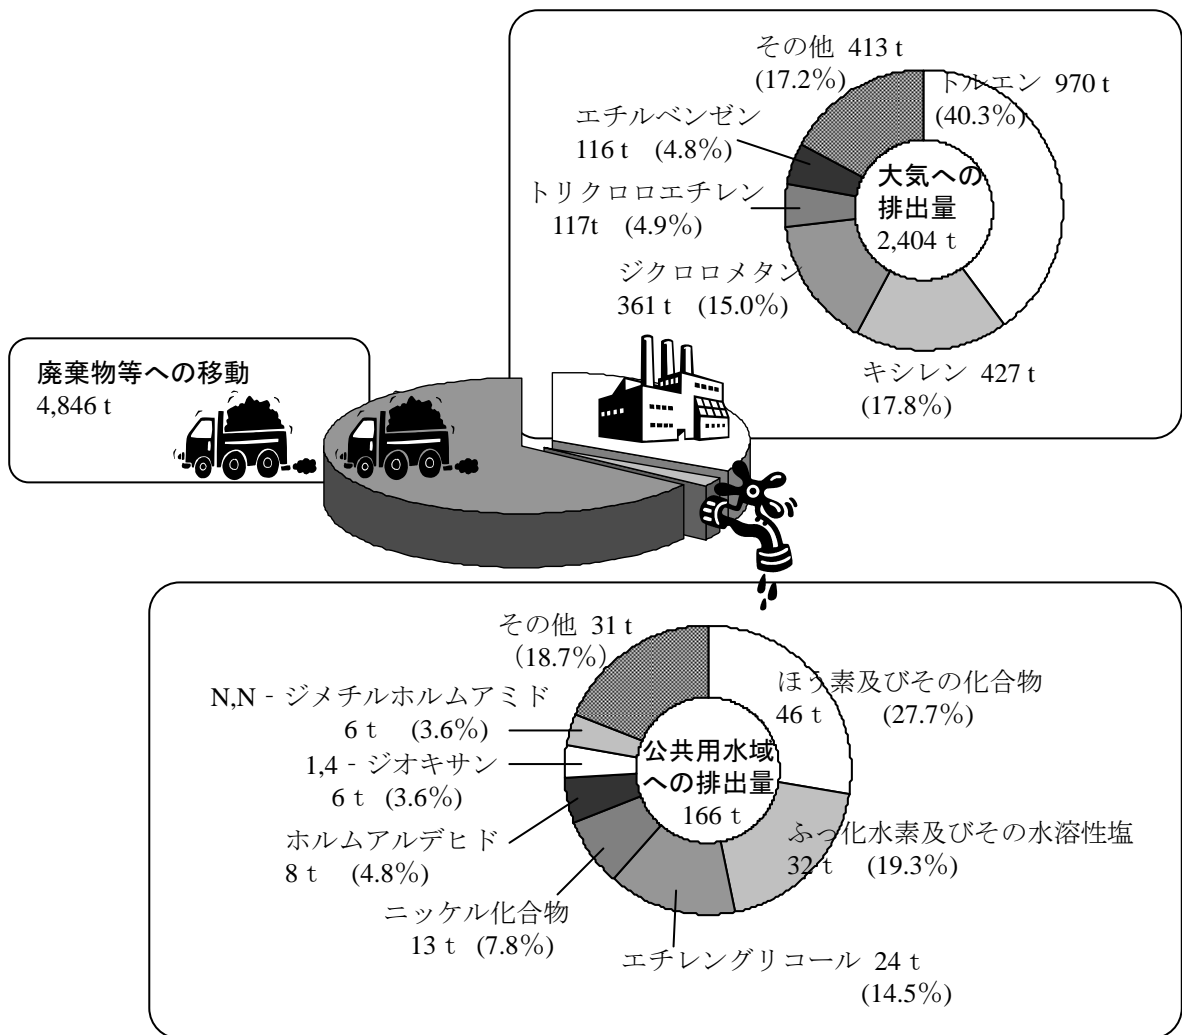 その他 413 t
(17.2%)
トルエン 970 t
(40.3%)
エチルベンゼン
116 t (4.8%)
トリクロロエチレン
117t (4.9%)
ジクロロメタン
361 t (15.0%)
キシレン 427 t
(17.8%)
大気への
排出量
2,404 t
廃棄物等への移動
4,846 t
その他 31 t
(18.7%)
N,N‐ジメチルホルムアミド
6 t (3.6%)
1,4‐ジオキサン
6 t (3.6%)
ホルムアルデヒド
8 t (4.8%)
ニッケル化合物
13 t (7.8%)
エチレングリコール 24 t
(14.5%)
ふっ化水素及びその水溶性塩
32 t (19.3%)
ほう素及びその化合物
46 t (27.7%)
公共用水域
への排出量
166 t